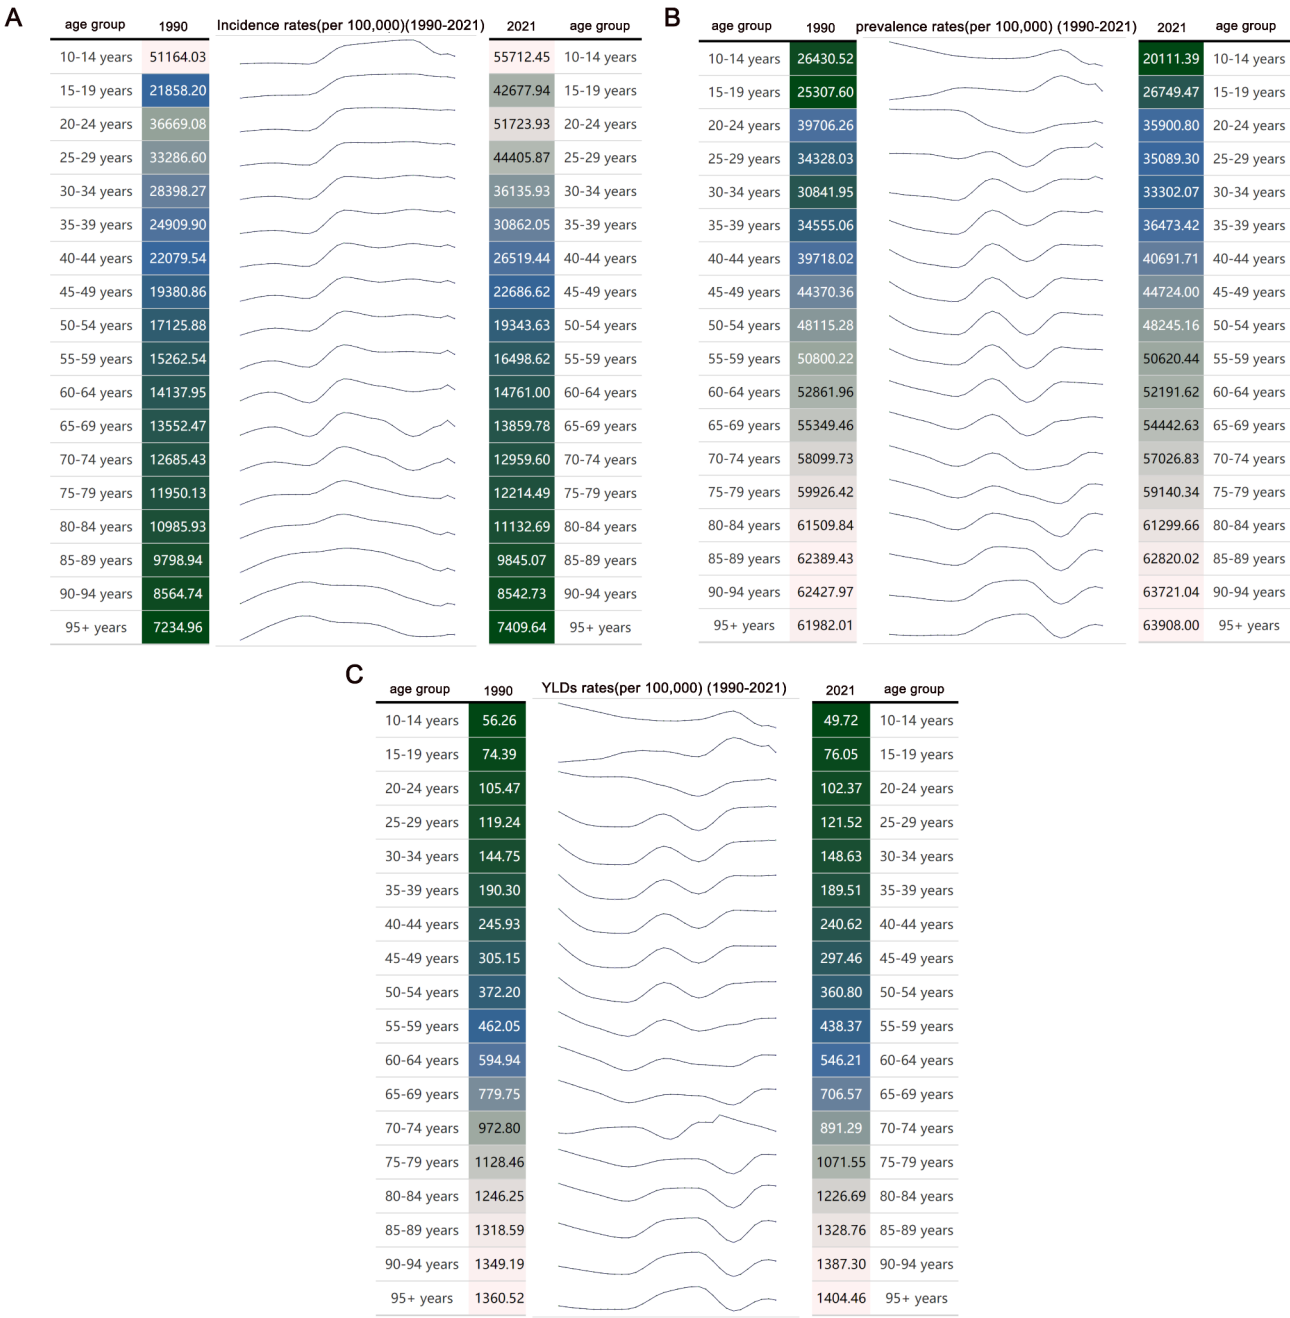 A
age group 1990 Incidence rates(per 100,000)(1990-2021) 2021 age group
10-14 years 51164.03 55712.45 10-14 years
15-19 years 21858.20 42677.94 15-19 years
20-24 years 36669.08 51723.93 20-24 years
25-29 years 33286.60 44405.87 25-29 years
30-34 years 28398.27 36135.93 30-34 years
35-39 years 24909.90 30862.05 35-39 years
40-44 years 22079.54 26519.44 40-44 years
45-49 years 19380.86 22686.62 45-49 years
50-54 years 17125.88 19343.63 50-54 years
55-59 years 15262.54 16498.62 55-59 years
60-64 years 14137.95 14761.00 60-64 years
65-69 years 13552.47 13859.78 65-69 years
70-74 years 12685.43 12959.60 70-74 years
75-79 years 11950.13 12214.49 75-79 years
80-84 years 10985.93 11132.69 80-84 years
85-89 years 9798.94 9845.07 85-89 years
90-94 years 8564.74 8542.73 90-94 years
95+ years 7234.96 7409.64 95+ years
B
age group 1990 prevalence rates(per 100,000) (1990-2021) 2021 age group
10-14 years 26430.52 20111.39 10-14 years
15-19 years 25307.60 26749.47 15-19 years
20-24 years 39706.26 35900.80 20-24 years
25-29 years 34328.03 35089.30 25-29 years
30-34 years 30841.95 33302.07 30-34 years
35-39 years 34555.06 36473.42 35-39 years
40-44 years 39718.02 40691.71 40-44 years
45-49 years 44370.36 44724.00 45-49 years
50-54 years 48115.28 48245.16 50-54 years
55-59 years 50800.22 50620.44 55-59 years
60-64 years 52861.96 52191.62 60-64 years
65-69 years 55349.46 54442.63 65-69 years
70-74 years 58099.73 57026.83 70-74 years
75-79 years 59926.42 59140.34 75-79 years
80-84 years 61509.84 61299.66 80-84 years
85-89 years 62389.43 62820.02 85-89 years
90-94 years 62427.97 63721.04 90-94 years
95+ years 61982.01 63908.00 95+ years
C
age group 1990 YLDs rates(per 100,000) (1990-2021) 2021 age group
10-14 years 56.26 49.72 10-14 years
15-19 years 74.39 76.05 15-19 years
20-24 years 105.47 102.37 20-24 years
25-29 years 119.24 121.52 25-29 years
30-34 years 144.75 148.63 30-34 years
35-39 years 190.30 189.51 35-39 years
40-44 years 245.93 240.62 40-44 years
45-49 years 305.15 297.46 45-49 years
50-54 years 372.20 360.80 50-54 years
55-59 years 462.05 438.37 55-59 years
60-64 years 594.94 546.21 60-64 years
65-69 years 779.75 706.57 65-69 years
70-74 years 972.80 891.29 70-74 years
75-79 years 1128.46 1071.55 75-79 years
80-84 years 1246.25 1226.69 80-84 years
85-89 years 1318.59 1328.76 85-89 years
90-94 years 1349.19 1387.30 90-94 years
95+ years 1360.52 1404.46 95+ years